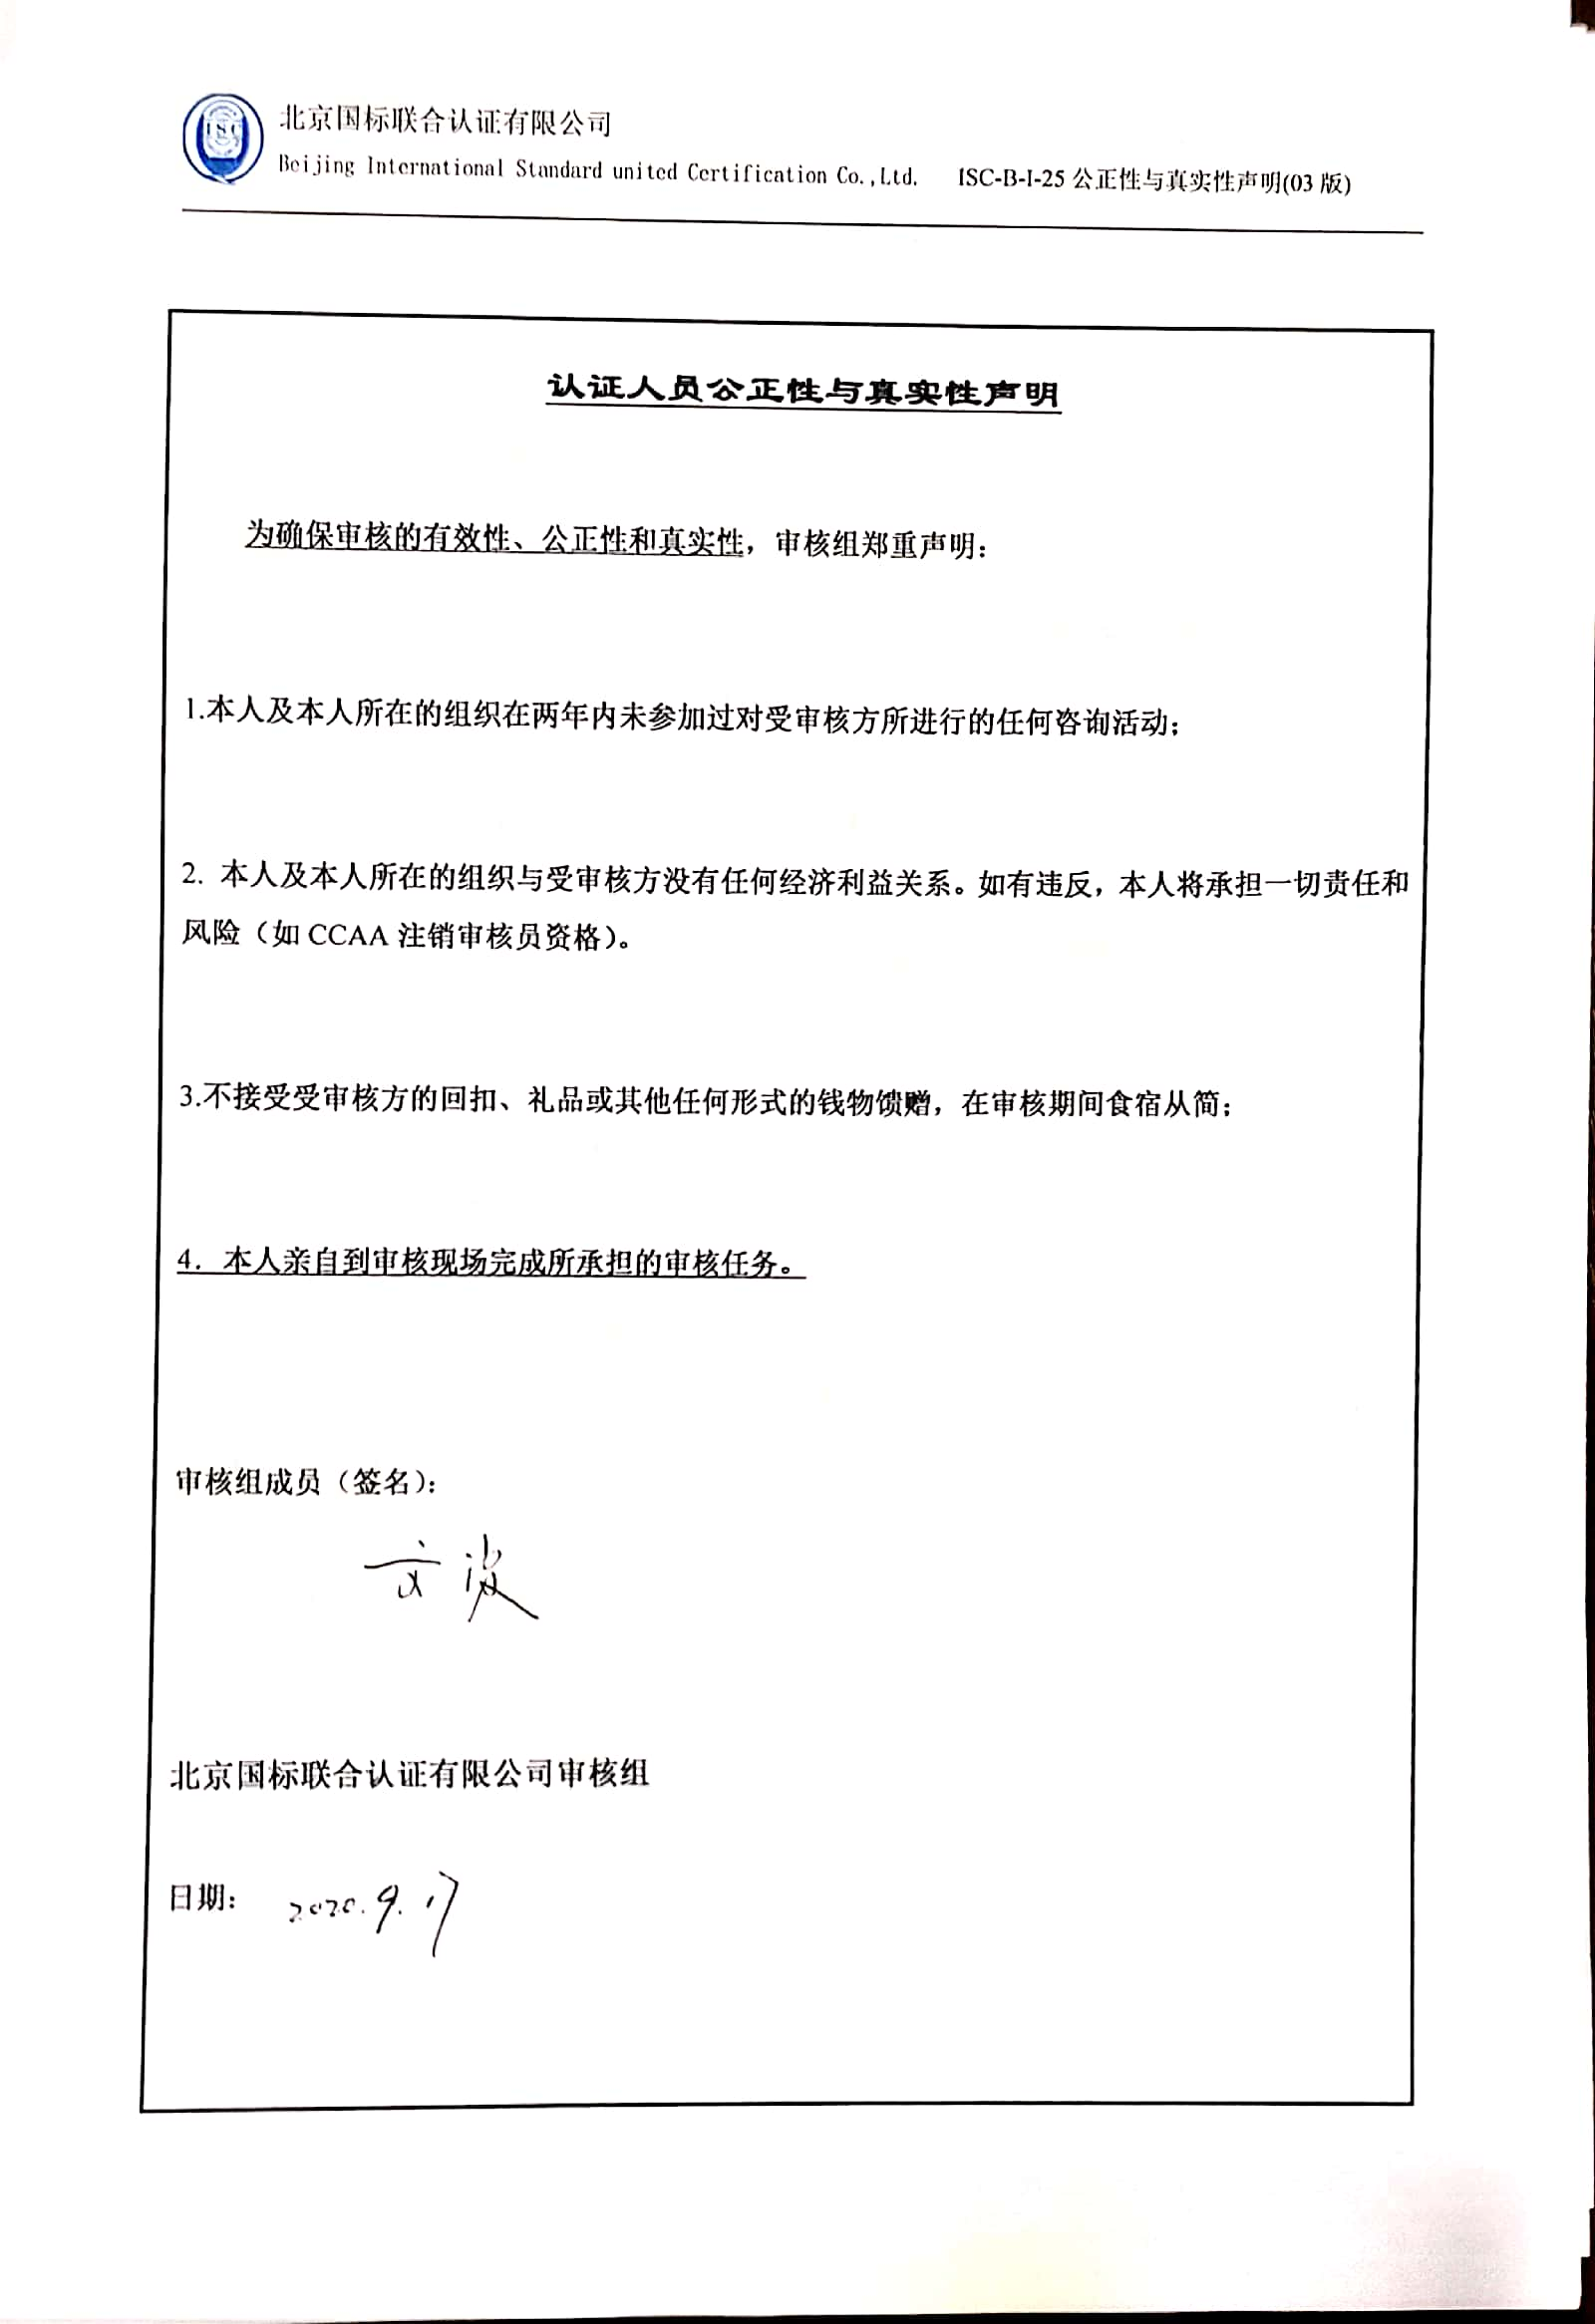 ISC
北京国标联合认证有限公司
Beijing International Standard united Certification Co.,Ltd. ISC-B-I-25 公正性与真实性声明(03 版)
认证人员公正性与真实性声明
为确保审核的有效性、公正性和真实性，审核组郑重声明：
1.本人及本人所在的组织在两年内未参加过对受审核方所进行的任何咨询活动；
2. 本人及本人所在的组织与受审核方没有任何经济利益关系。如有违反，本人将承担一切责任和
风险（如 CCAA 注销审核员资格）。
3.不接受受审核方的回扣、礼品或其他任何形式的钱物馈赠，在审核期间食宿从简；
4. 本人亲自到审核现场完成所承担的审核任务。
审核组成员（签名）：
文波
北京国标联合认证有限公司审核组
日期： 2020.9.17